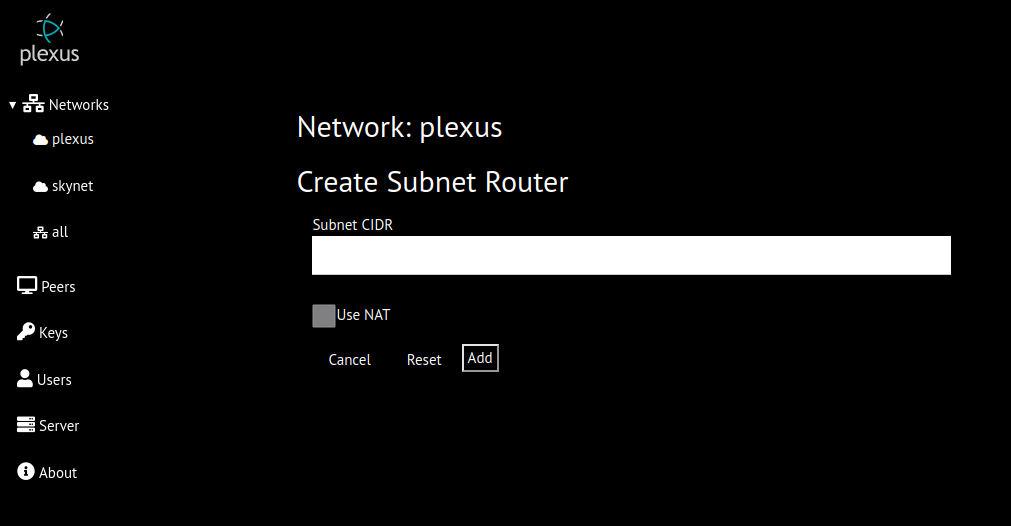 plexus
▼ Networks
plexus
skynet
all
Peers
Keys
Users
Server
About
Network: plexus
Create Subnet Router
Subnet CIDR
Use NAT
Cancel Reset Add